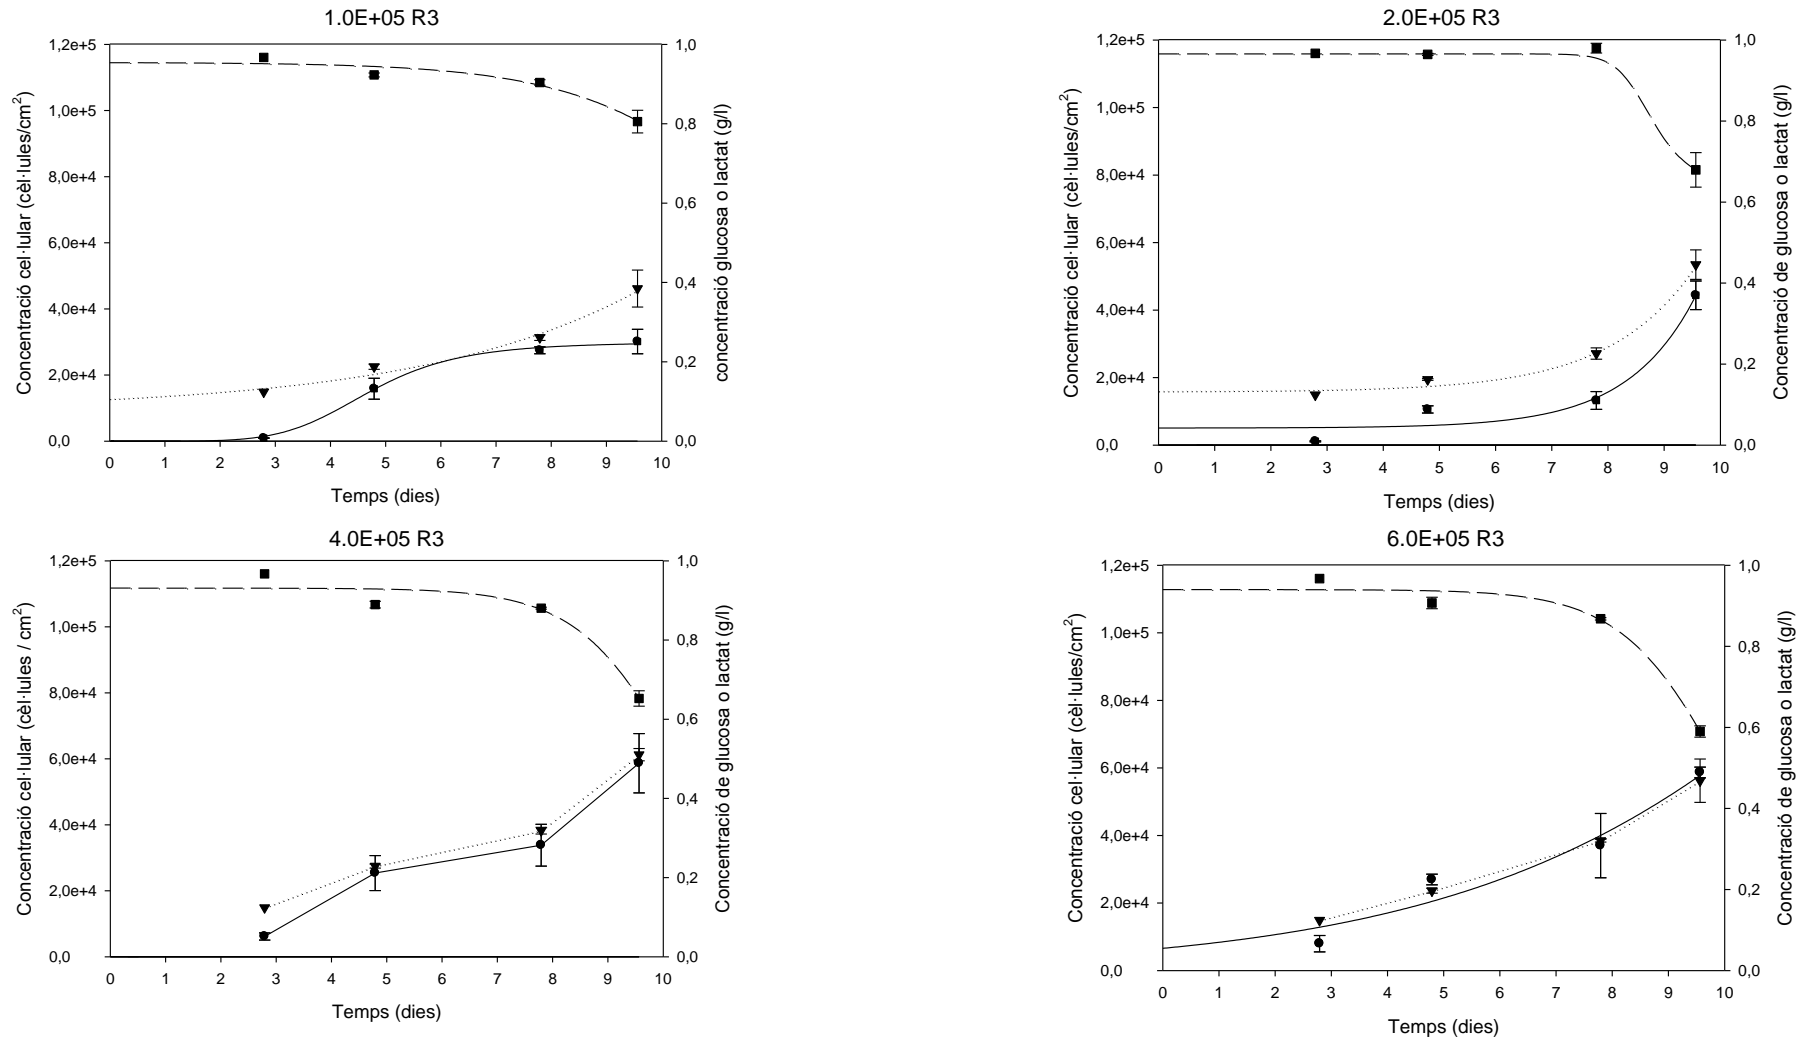 1.0E+05 R3
1,2e+5
1,0e+5
8,0e+4
6,0e+4
4,0e+4
2,0e+4
0,0
Concentració cel·lular (cèl·lules/cm²)
1,0
0,8
0,6
0,4
0,2
0,0
concentració glucosa o lactat (g/l)
0 1 2 3 4 5 6 7 8 9 10
Temps (dies)
2.0E+05 R3
1,2e+5
1,0e+5
8,0e+4
6,0e+4
4,0e+4
2,0e+4
0,0
Concentració cel·lular (cèl·lules/cm²)
1,0
0,8
0,6
0,4
0,2
0,0
Concentració de glucosa o lactat (g/l)
0 1 2 3 4 5 6 7 8 9 10
Temps (dies)
4.0E+05 R3
1,2e+5
1,0e+5
8,0e+4
6,0e+4
4,0e+4
2,0e+4
0,0
Concentració cel·lular (cèl·lules / cm²)
1,0
0,8
0,6
0,4
0,2
0,0
Concentració de glucosa o lactat (g/l)
0 1 2 3 4 5 6 7 8 9 10
Temps (dies)
6.0E+05 R3
1,2e+5
1,0e+5
8,0e+4
6,0e+4
4,0e+4
2,0e+4
0,0
Concentració cel·lular (cèl·lules/cm²)
1,0
0,8
0,6
0,4
0,2
0,0
Concentració de glucosa o lactat (g/l)
0 1 2 3 4 5 6 7 8 9 10
Temps (dies)